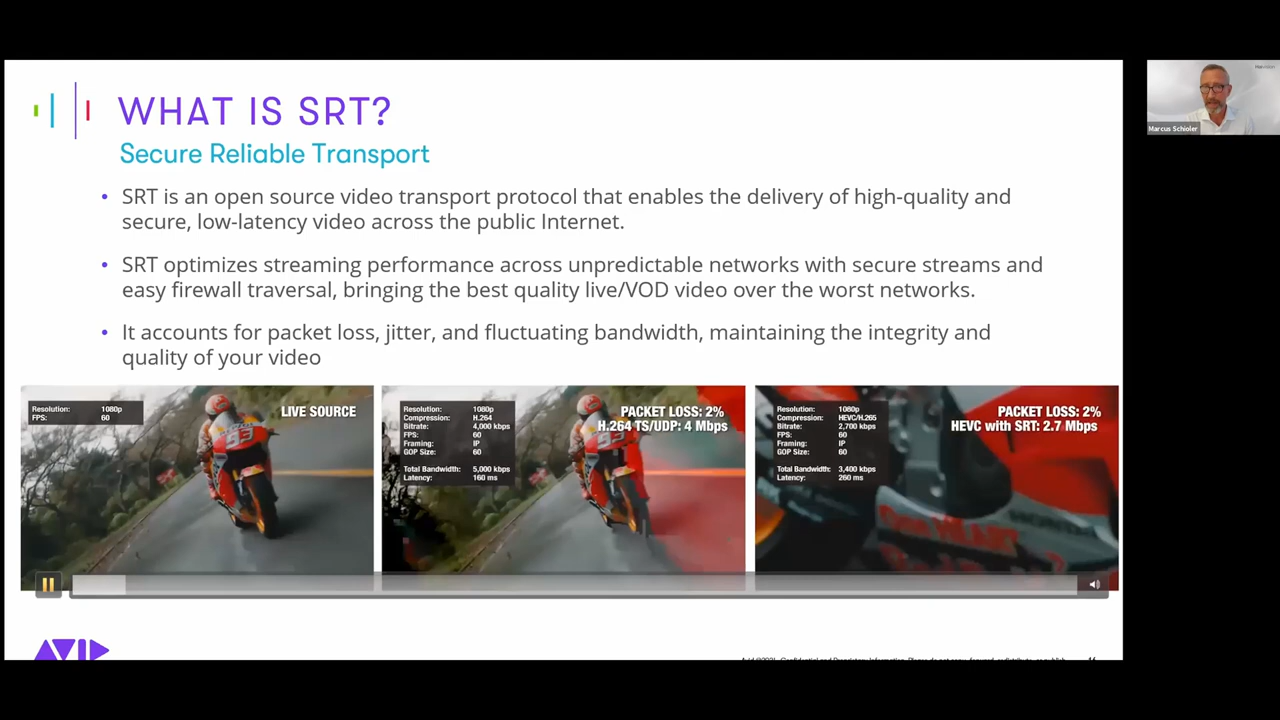 WHAT IS SRT?
Secure Reliable Transport
• SRT is an open source video transport protocol that enables the delivery of high-quality and
secure, low-latency video across the public Internet.
• SRT optimizes streaming performance across unpredictable networks with secure streams and
easy firewall traversal, bringing the best quality live/VOD video over the worst networks.
• It accounts for packet loss, jitter, and fluctuating bandwidth, maintaining the integrity and
quality of your video
Resolution: 1080p
FPS: 60
LIVE SOURCE
93
Resolution: 1080p
Compression: H.264
Bitrate: 4,000 kbps
FPS: 60
Framing: IP
GOP Size: 60
Total Bandwidth: 5,000 kbps
Latency: 160 ms
PACKET LOSS: 2%
H.264 TS/UDP: 4 Mbps
93
Resolution: 1080p
Compression: HEVC/H.265
Bitrate: 2,700 kbps
FPS: 60
Framing: IP
GOP Size: 60
Total Bandwidth: 3,400 kbps
Latency: 260 ms
PACKET LOSS: 2%
HEVC with SRT: 2.7 Mbps
AVID
Marcus Schioler